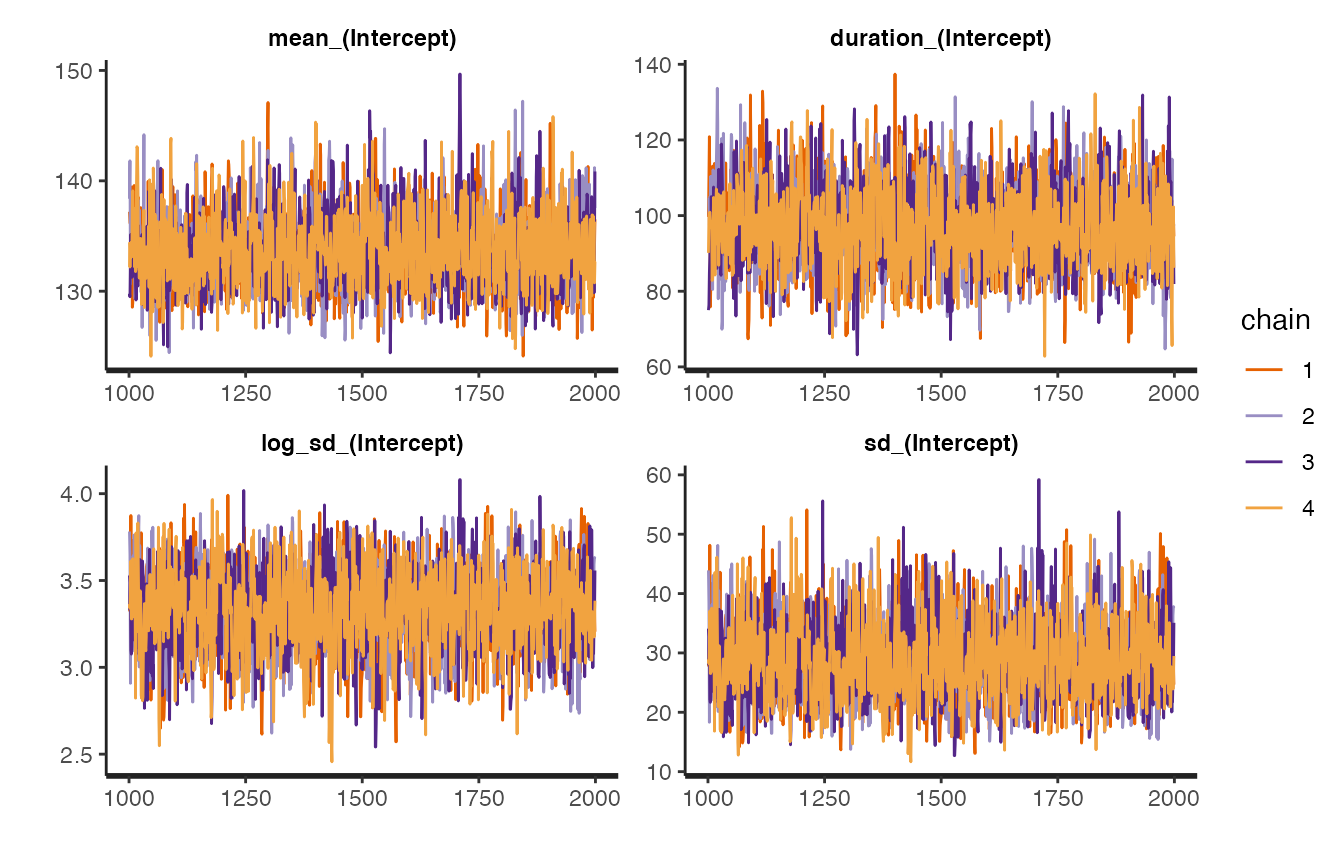 mean_(Intercept)
150
140
130
1000 1250 1500 1750 2000
duration_(Intercept)
140
120
100
80
60
1000 1250 1500 1750 2000
log_sd_(Intercept)
4.0
3.5
3.0
2.5
1000 1250 1500 1750 2000
sd_(Intercept)
60
50
40
30
20
10
1000 1250 1500 1750 2000
chain
1
2
3
4